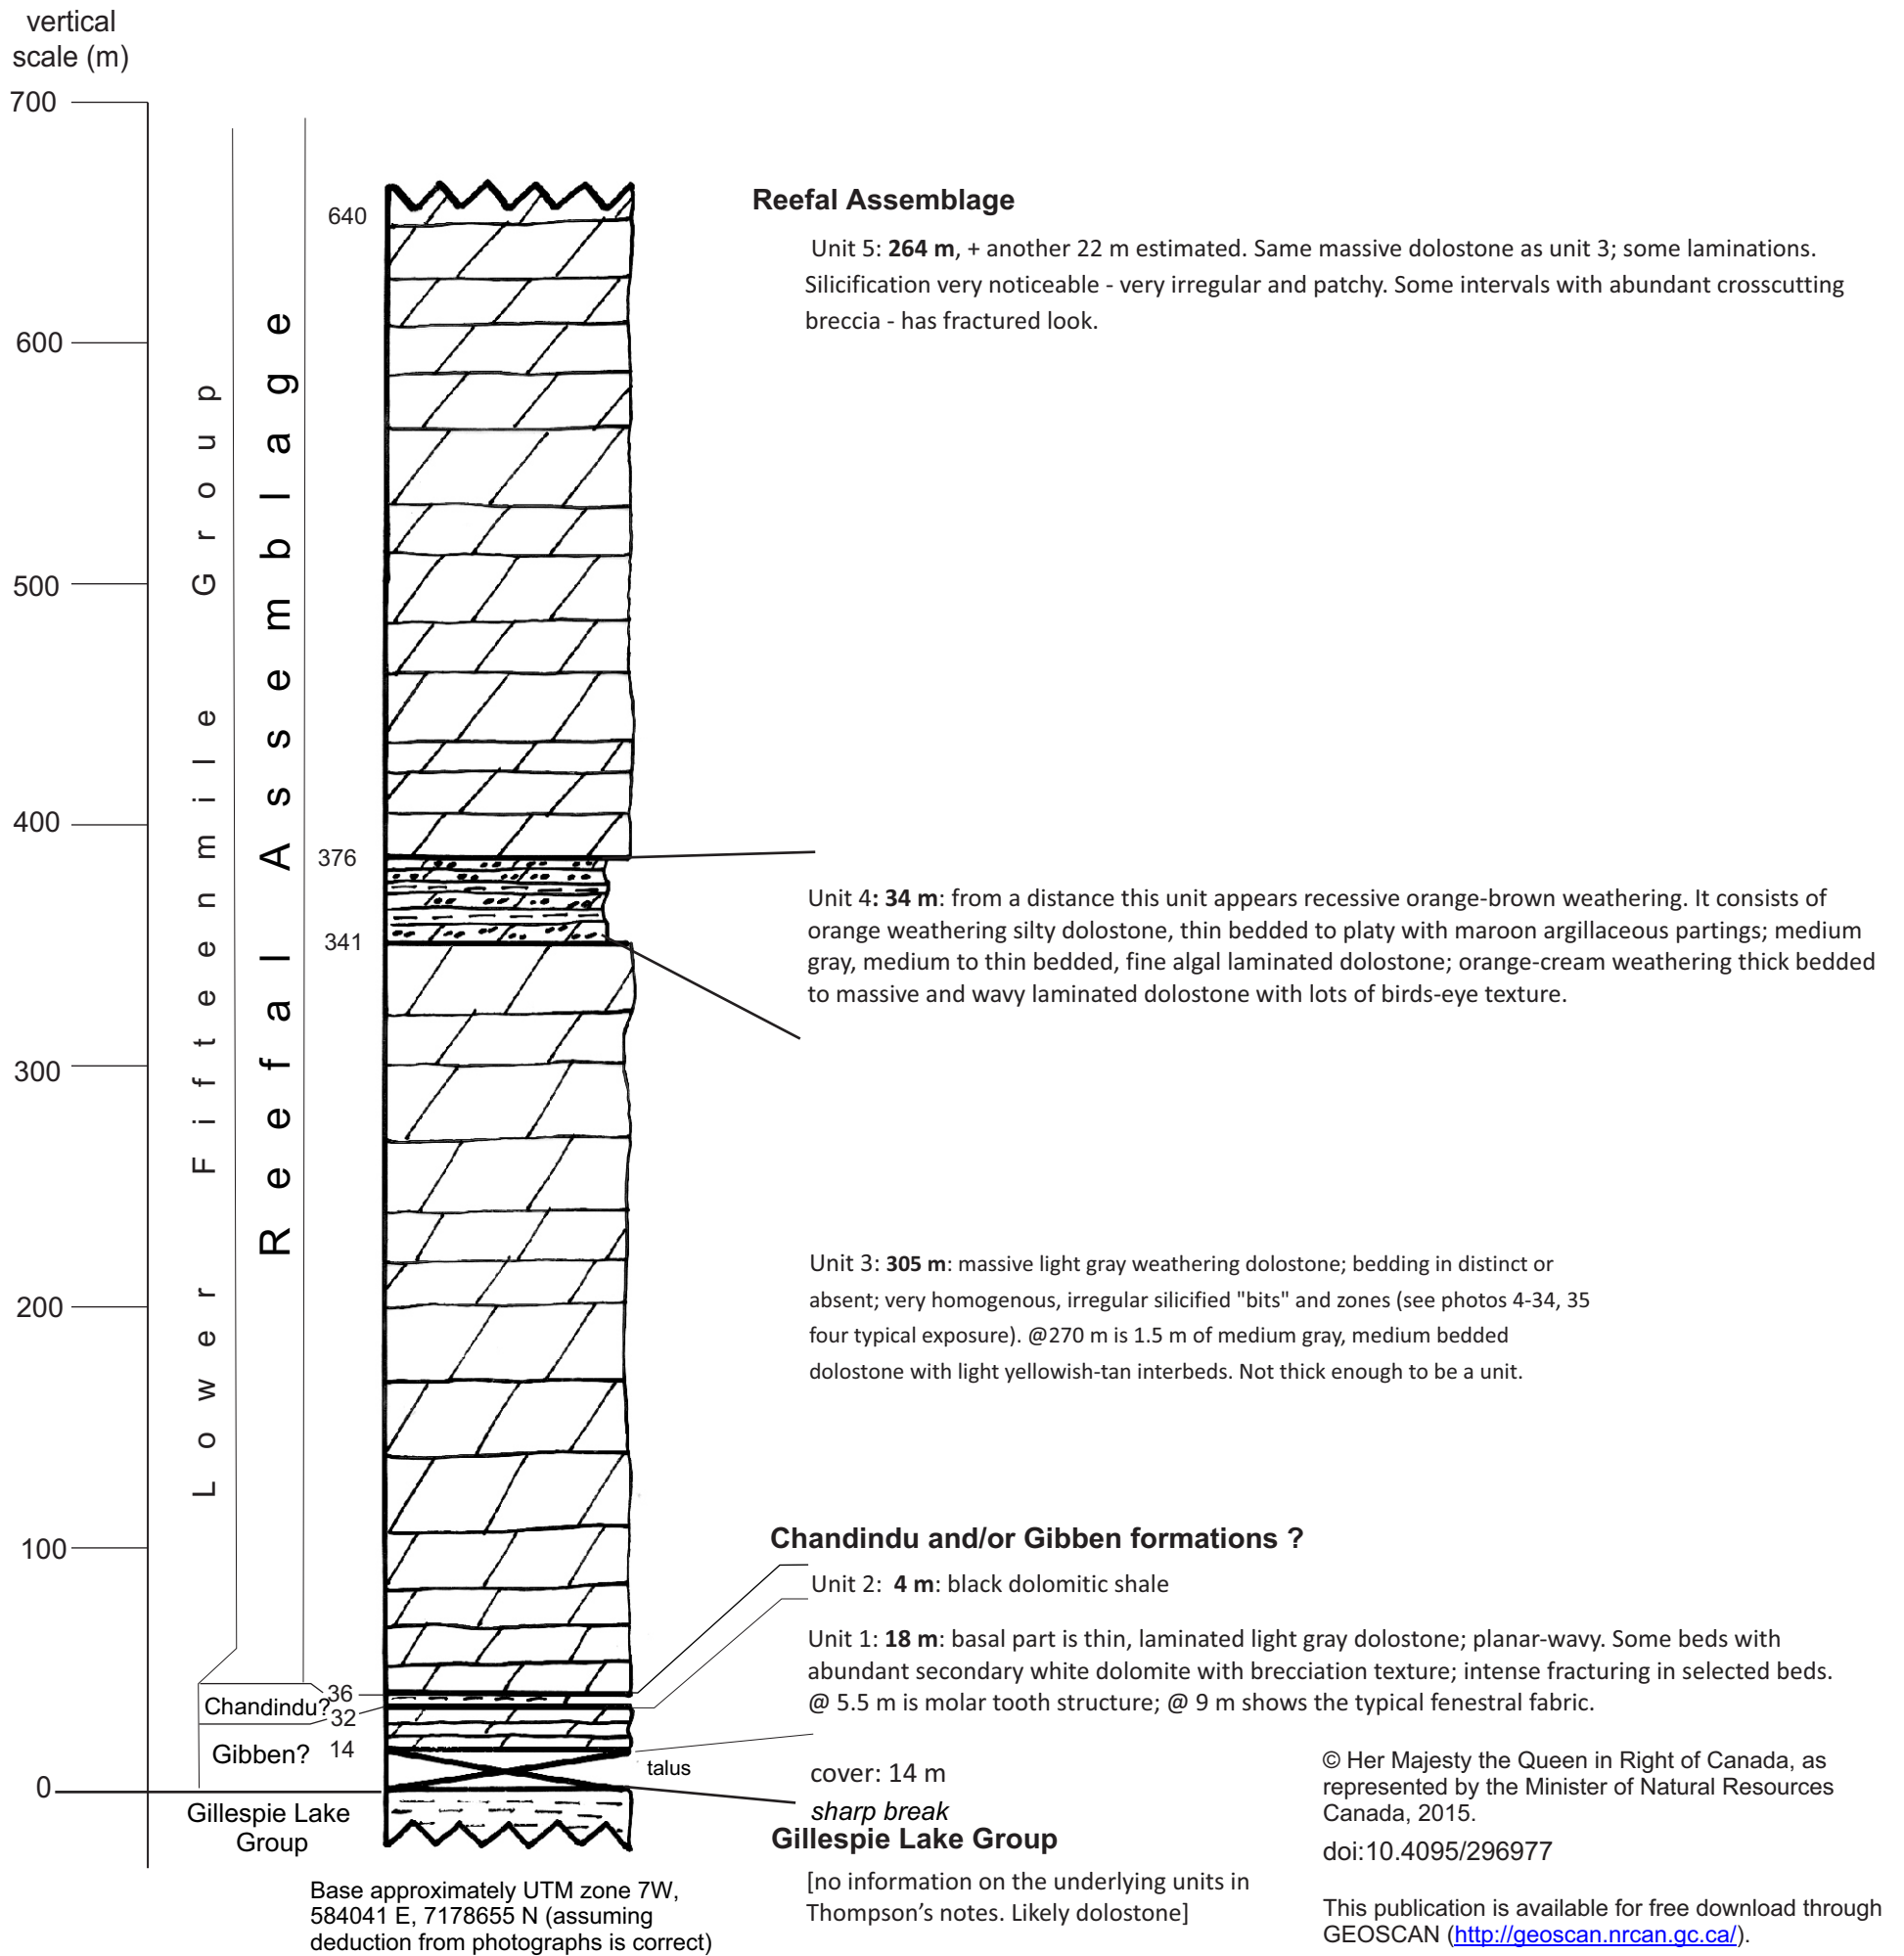 vertical
scale (m)
700
600
500
400
300
200
100
0
Lower Fifteenmile Group
Reefal Assemblage
640
376
341
36
32
14
Chandindu?
Gibben?
Gillespie Lake
Group
talus
Reefal Assemblage
Unit 5: 264 m, + another 22 m estimated. Same massive dolostone as unit 3; some laminations.
Silicification very noticeable - very irregular and patchy. Some intervals with abundant crosscutting
breccia - has fractured look.
Unit 4: 34 m: from a distance this unit appears recessive orange-brown weathering. It consists of
orange weathering silty dolostone, thin bedded to platy with maroon argillaceous partings; medium
gray, medium to thin bedded, fine algal laminated dolostone; orange-cream weathering thick bedded
to massive and wavy laminated dolostone with lots of birds-eye texture.
Unit 3: 305 m: massive light gray weathering dolostone; bedding in distinct or
absent; very homogenous, irregular silicified "bits" and zones (see photos 4-34, 35
four typical exposure). @270 m is 1.5 m of medium gray, medium bedded
dolostone with light yellowish-tan interbeds. Not thick enough to be a unit.
Chandindu and/or Gibben formations ?
Unit 2: 4 m: black dolomitic shale
Unit 1: 18 m: basal part is thin, laminated light gray dolostone; planar-wavy. Some beds with
abundant secondary white dolomite with brecciation texture; intense fracturing in selected beds.
@ 5.5 m is molar tooth structure; @ 9 m shows the typical fenestral fabric.
cover: 14 m
sharp break
Gillespie Lake Group
[no information on the underlying units in
Thompson’s notes. Likely dolostone]
Base approximately UTM zone 7W,
584041 E, 7178655 N (assuming
deduction from photographs is correct)
© Her Majesty the Queen in Right of Canada, as
represented by the Minister of Natural Resources
Canada, 2015.
doi:10.4095/296977
This publication is available for free download through
GEOSCAN (http://geoscan.nrcan.gc.ca/).